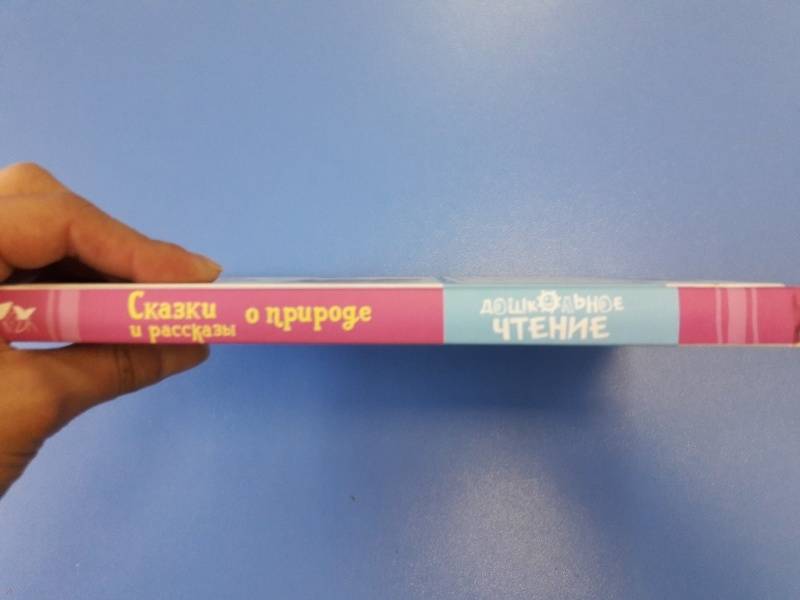 Сказки
и рассказы
о природе
ДОШКОЛЬНОЕ
ЧТЕНИЕ